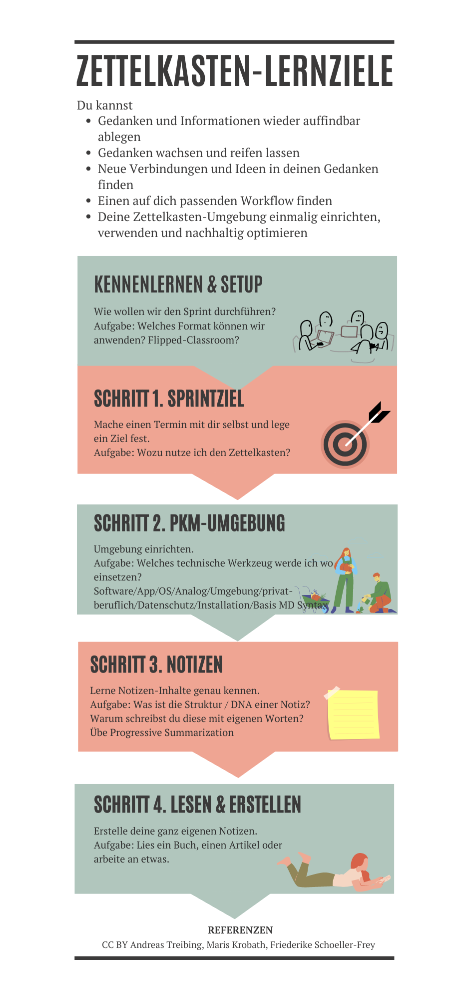 ZETTELKASTEN-LERNZIELE
Du kannst
• Gedanken und Informationen wieder auffindbar
ablegen
• Gedanken wachsen und reifen lassen
• Neue Verbindungen und Ideen in deinen Gedanken
finden
• Einen auf dich passenden Workflow finden
• Deine Zettelkasten-Umgebung einmalig einrichten,
verwenden und nachhaltig optimieren
KENNENLERNEN & SETUP
Wie wollen wir den Sprint durchführen?
Aufgabe: Welches Format können wir
anwenden? Flipped-Classroom?
SCHRITT 1. SPRINTZIEL
Mache einen Termin mit dir selbst und lege
ein Ziel fest.
Aufgabe: Wozu nutze ich den Zettelkasten?
SCHRITT 2. PKM-UMGEBUNG
Umgebung einrichten.
Aufgabe: Welches technische Werkzeug werde ich wo
einsetzen?
Software/App/OS/Analog/Umgebung/privat-
beruflich/Datenschutz/Installation/Basis MD Syntax
SCHRITT 3. NOTIZEN
Lerne Notizen-Inhalte genau kennen.
Aufgabe: Was ist die Struktur / DNA einer Notiz?
Warum schreibst du diese mit eigenen Worten?
Übe Progressive Summarization
SCHRITT 4. LESEN & ERSTELLEN
Erstelle deine ganz eigenen Notizen.
Aufgabe: Lies ein Buch, einen Artikel oder
arbeite an etwas.
REFERENZEN
CC BY Andreas Treibing, Maris Krobath, Friederike Schoeller-Frey